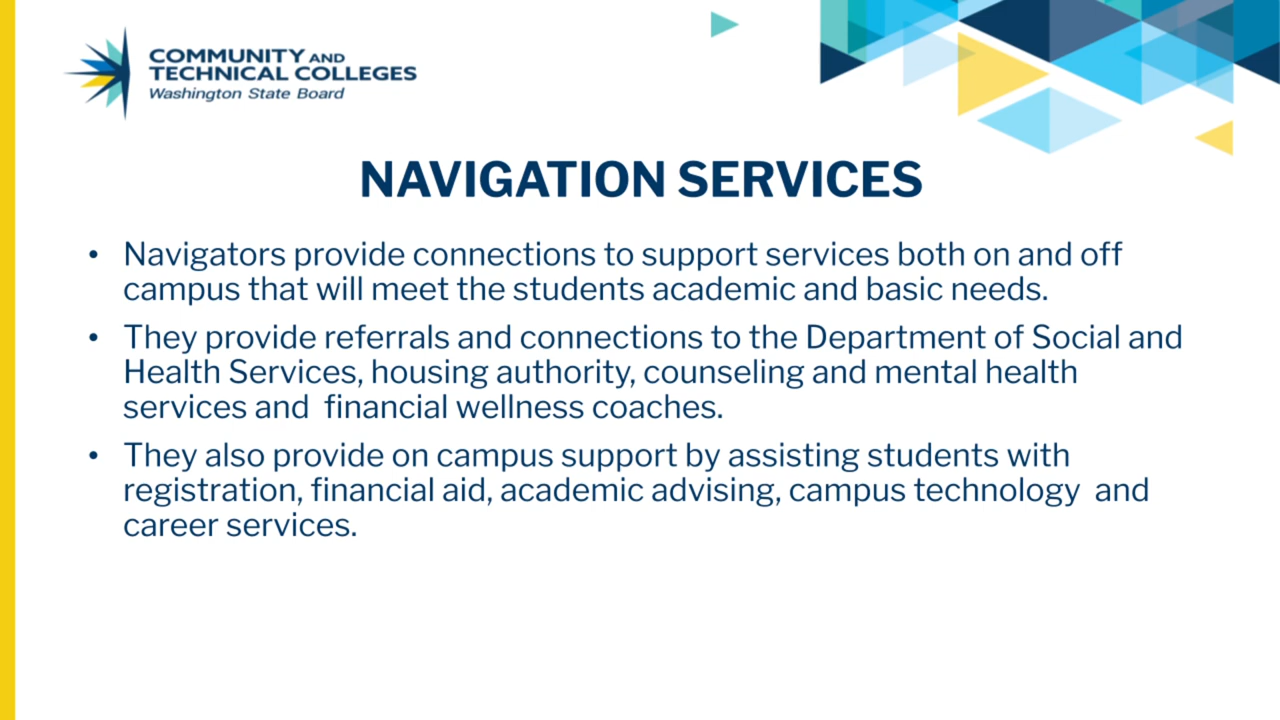 COMMUNITY AND
TECHNICAL COLLEGES
Washington State Board
NAVIGATION SERVICES
• Navigators provide connections to support services both on and off
campus that will meet the students academic and basic needs.
• They provide referrals and connections to the Department of Social and
Health Services, housing authority, counseling and mental health
services and  financial wellness coaches.
• They also provide on campus support by assisting students with
registration, financial aid, academic advising, campus technology  and
career services.